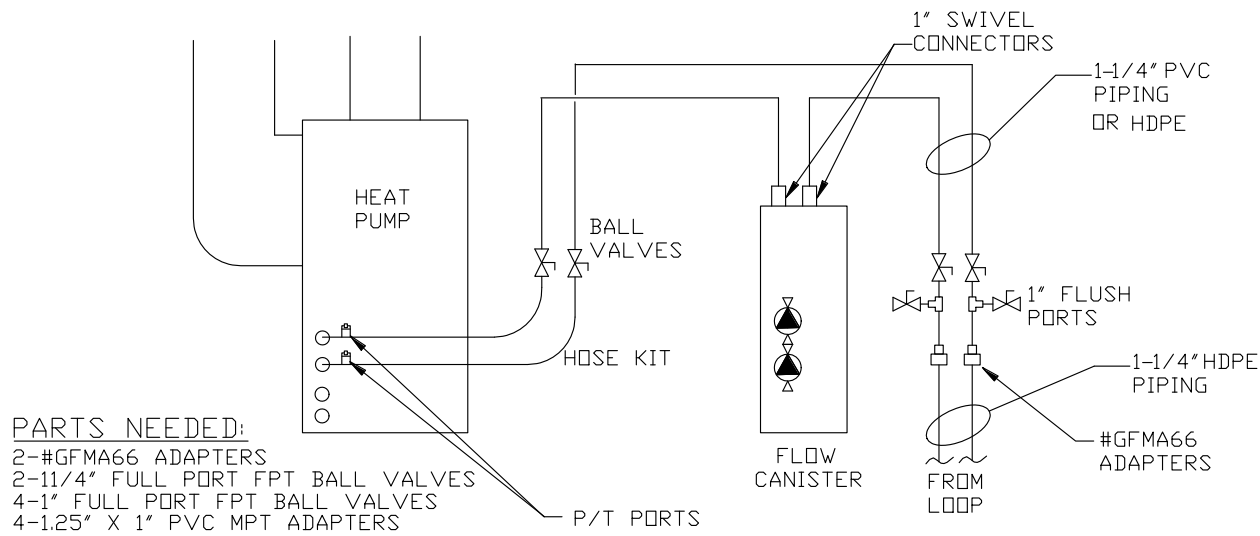 1" SWIVEL
CONNECTORS
1-1/4" PVC
PIPING
OR HDPE
HEAT
PUMP
BALL
VALVES
1" FLUSH
PORTS
HOSE KIT
1-1/4" HDPE
PIPING
PARTS NEEDED:
2-#GFMA66 ADAPTERS
2-11/4" FULL PORT FPT BALL VALVES
4-1" FULL PORT FPT BALL VALVES
4-1.25" X 1" PVC MPT ADAPTERS
FLOW
CANISTER
FROM
LOOP
#GFMA66
ADAPTERS
P/T PORTS